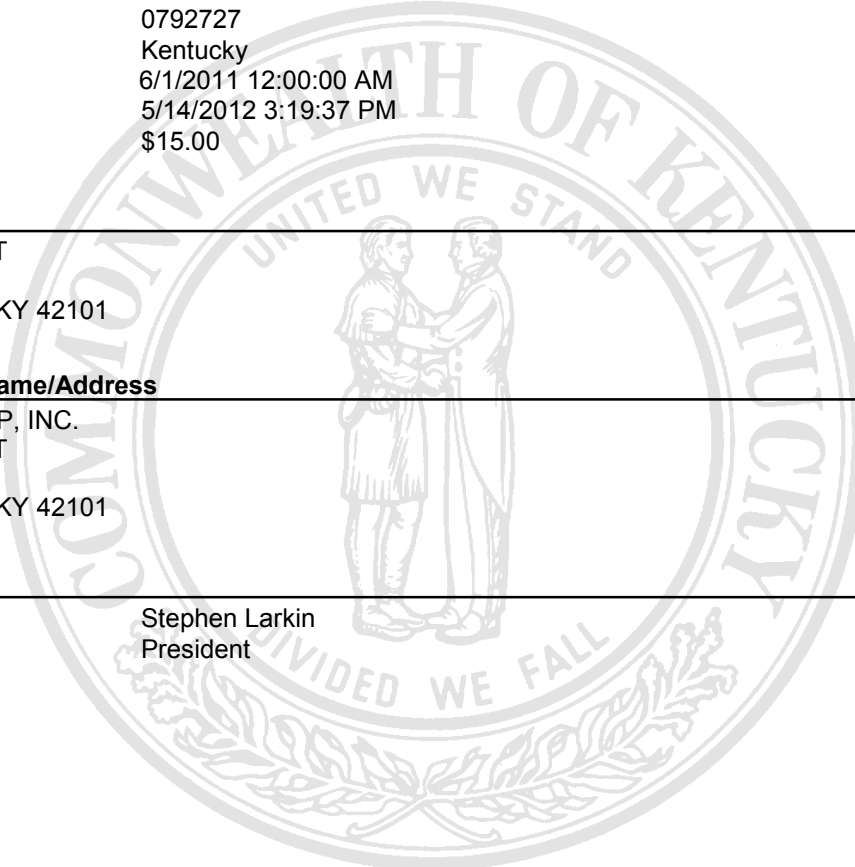 0792727
Kentucky
6/1/2011 12:00:00 AM
5/14/2012 3:19:37 PM
$15.00
T
KY 42101
ame/Address
P, INC.
T
KY 42101
Stephen Larkin
President
COMMONWEALTH OF KENTUCKY
UNITED WE STAND
DIVIDED WE FALL